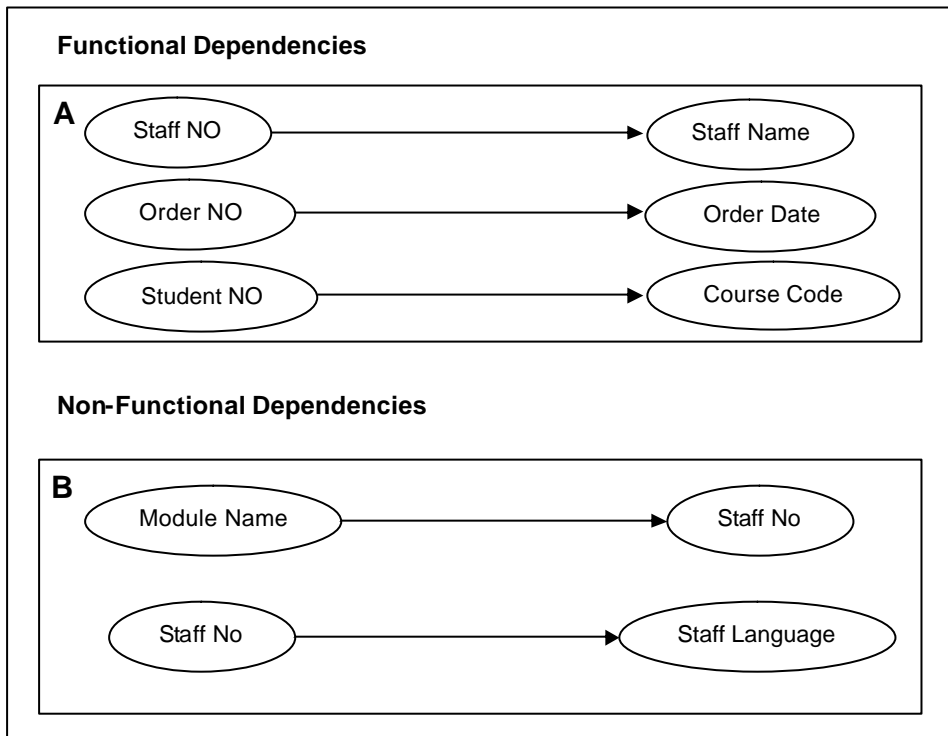 Functional Dependencies
A
Staff NO Staff Name
Order NO Order Date
Student NO Course Code
Non-Functional Dependencies
B
Module Name Staff No
Staff No Staff Language